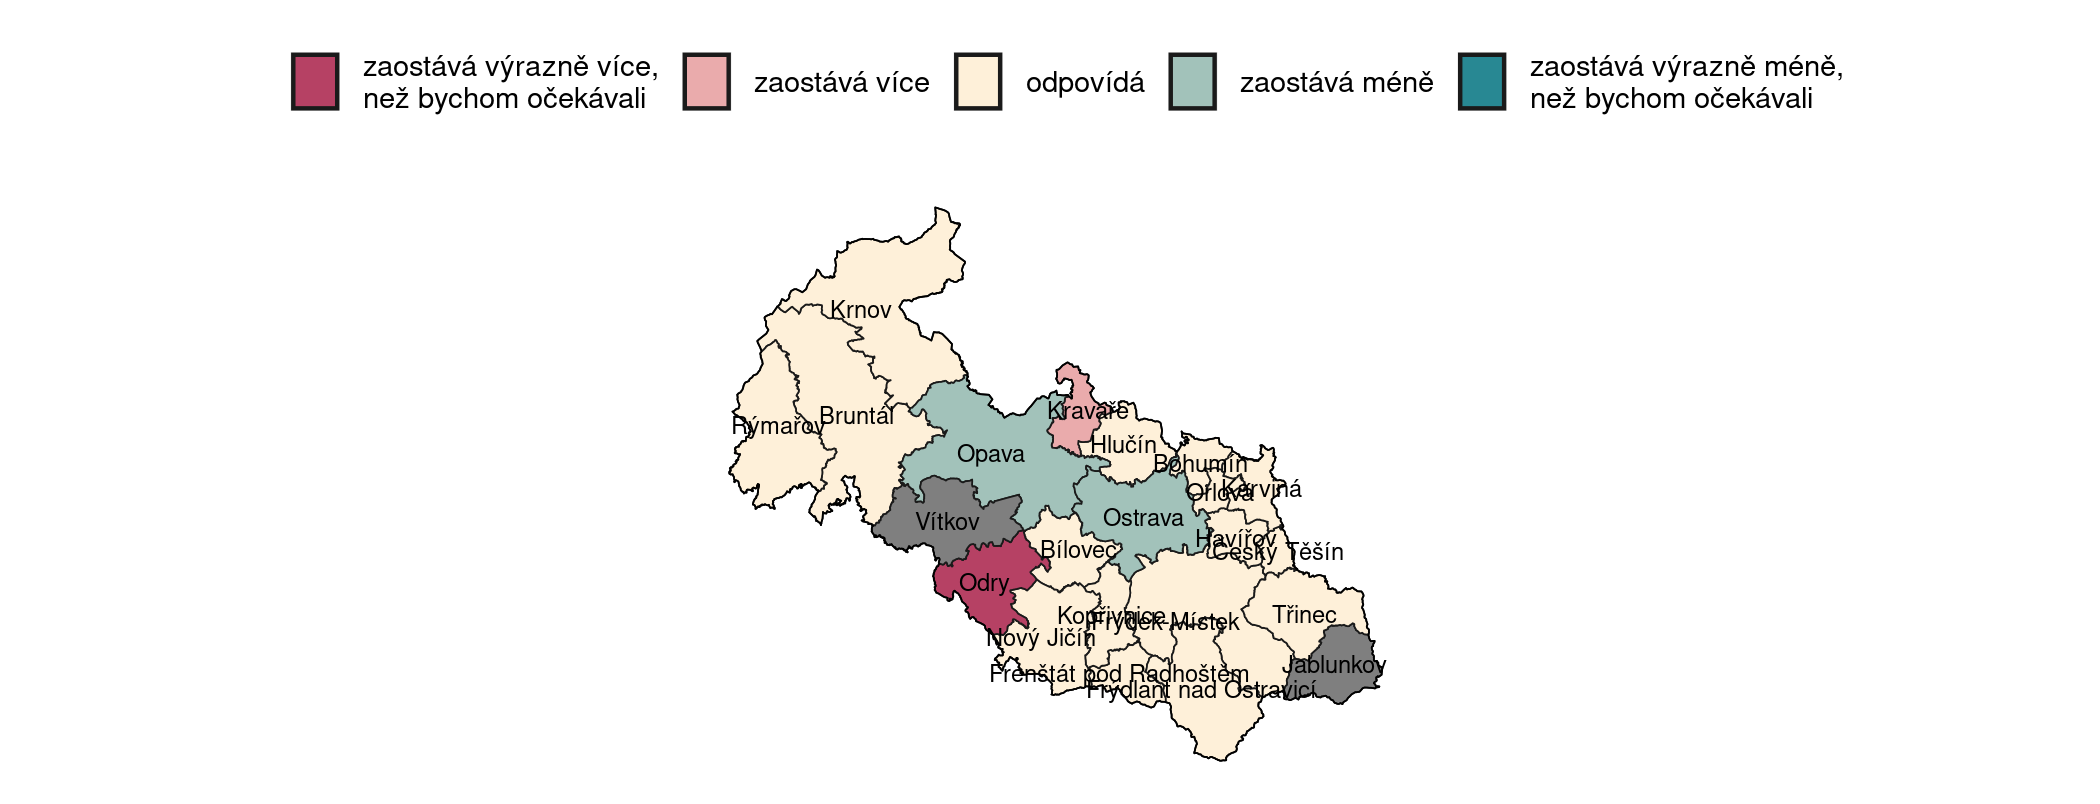 zaostává výrazně více,
než bychom očekávali
zaostává více
odpovídá
zaostává méně
zaostává výrazně méně,
než bychom očekávali
Krnov
Kravaře
Bruntál
Rýmařov
Hlučín
Opava
Bohumín
Orlová
Karviná
Vítkov
Ostrava
Havířov
Bílovec
Český Těšín
Odry
Kopřivnice
Třinec
Frýdek-Místek
Nový Jičín
Jablunkov
Frenštát pod Radhoštěm
Frýdlant nad Ostravicí